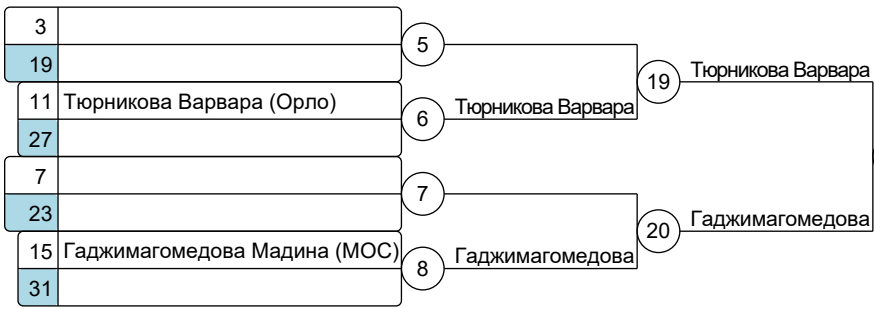 3
5
19
19 Тюрникова Варвара
11 Тюрникова Варвара (Орло)
6 Тюрникова Варвара
27
7
7
23
20 Гаджимагомедова
15 Гаджимагомедова Мадина (МОС)
8 Гаджимагомедова
31